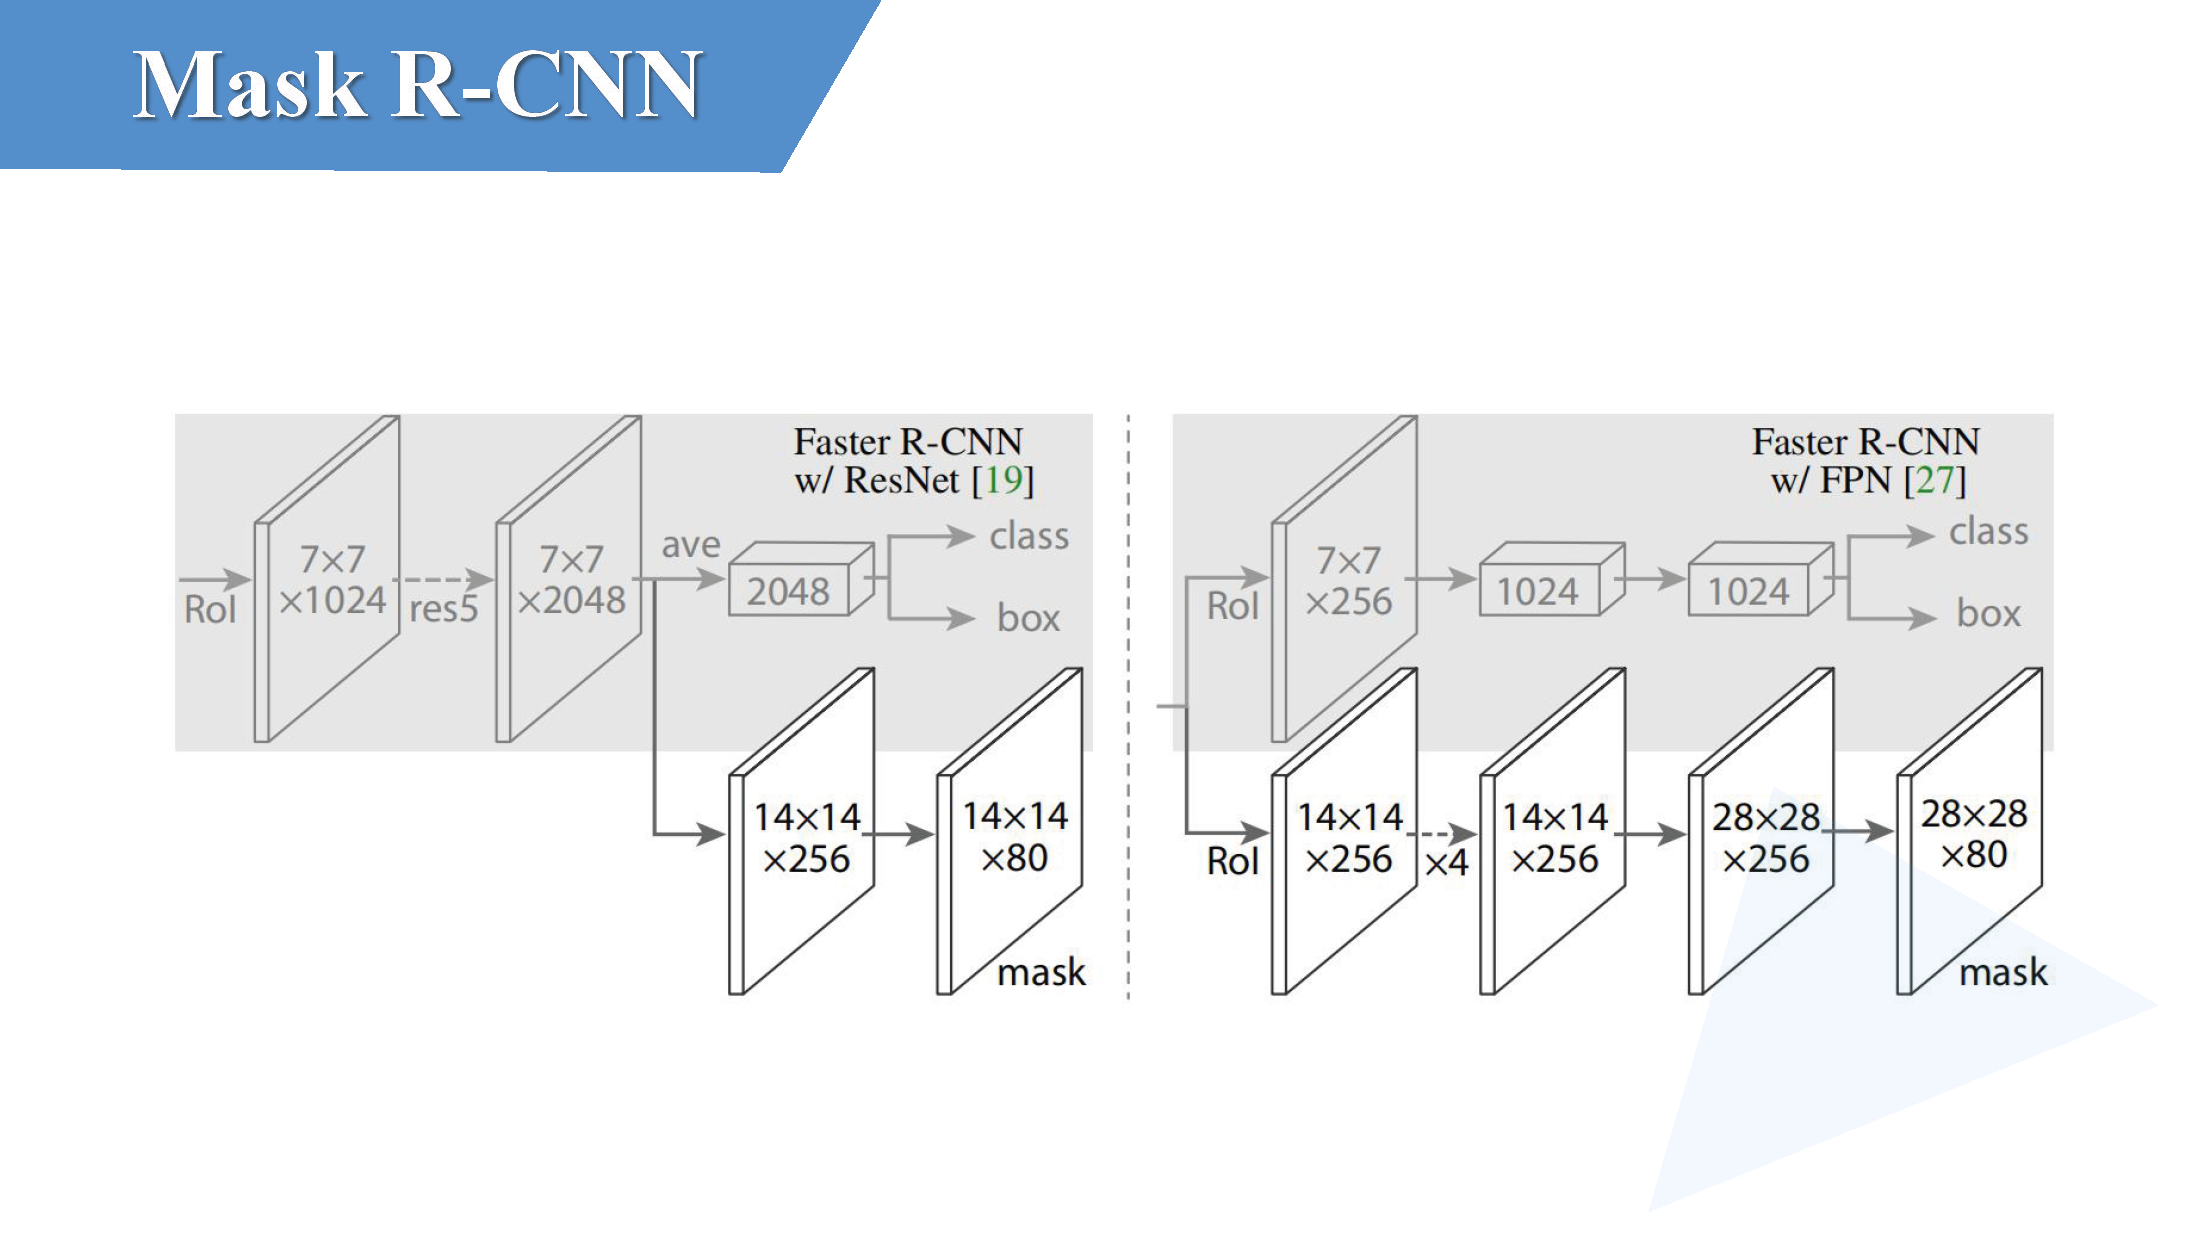 Mask R-CNN
Faster R-CNN
w/ ResNet [19]
RoI
7×7
×1024
res5
7×7
×2048
ave
2048
class
box
14×14
×256
14×14
×80
mask
Faster R-CNN
w/ FPN [27]
RoI
7×7
×256
1024
1024
class
box
RoI
14×14
×256
×4
14×14
×256
28×28
×256
28×28
×80
mask